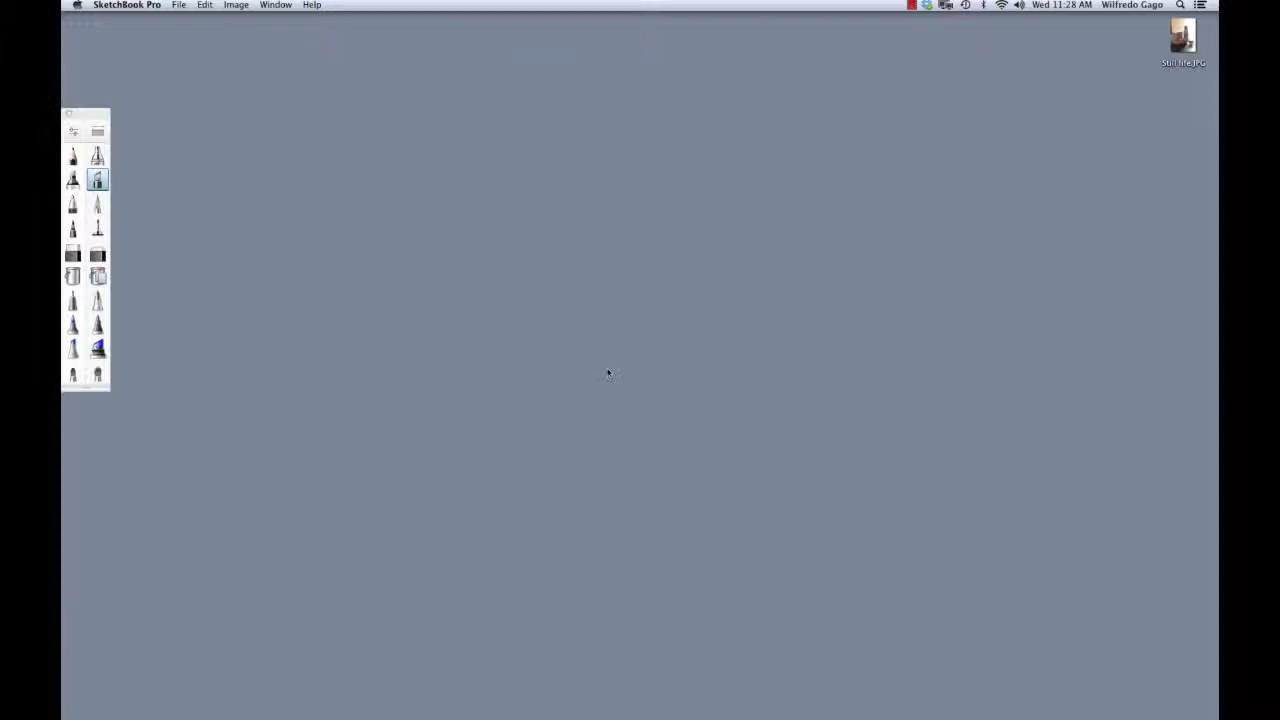 SketchBook Pro File Edit Image Window Help Wed 11:28 AM Wilfredo Gago
Still life.JPG